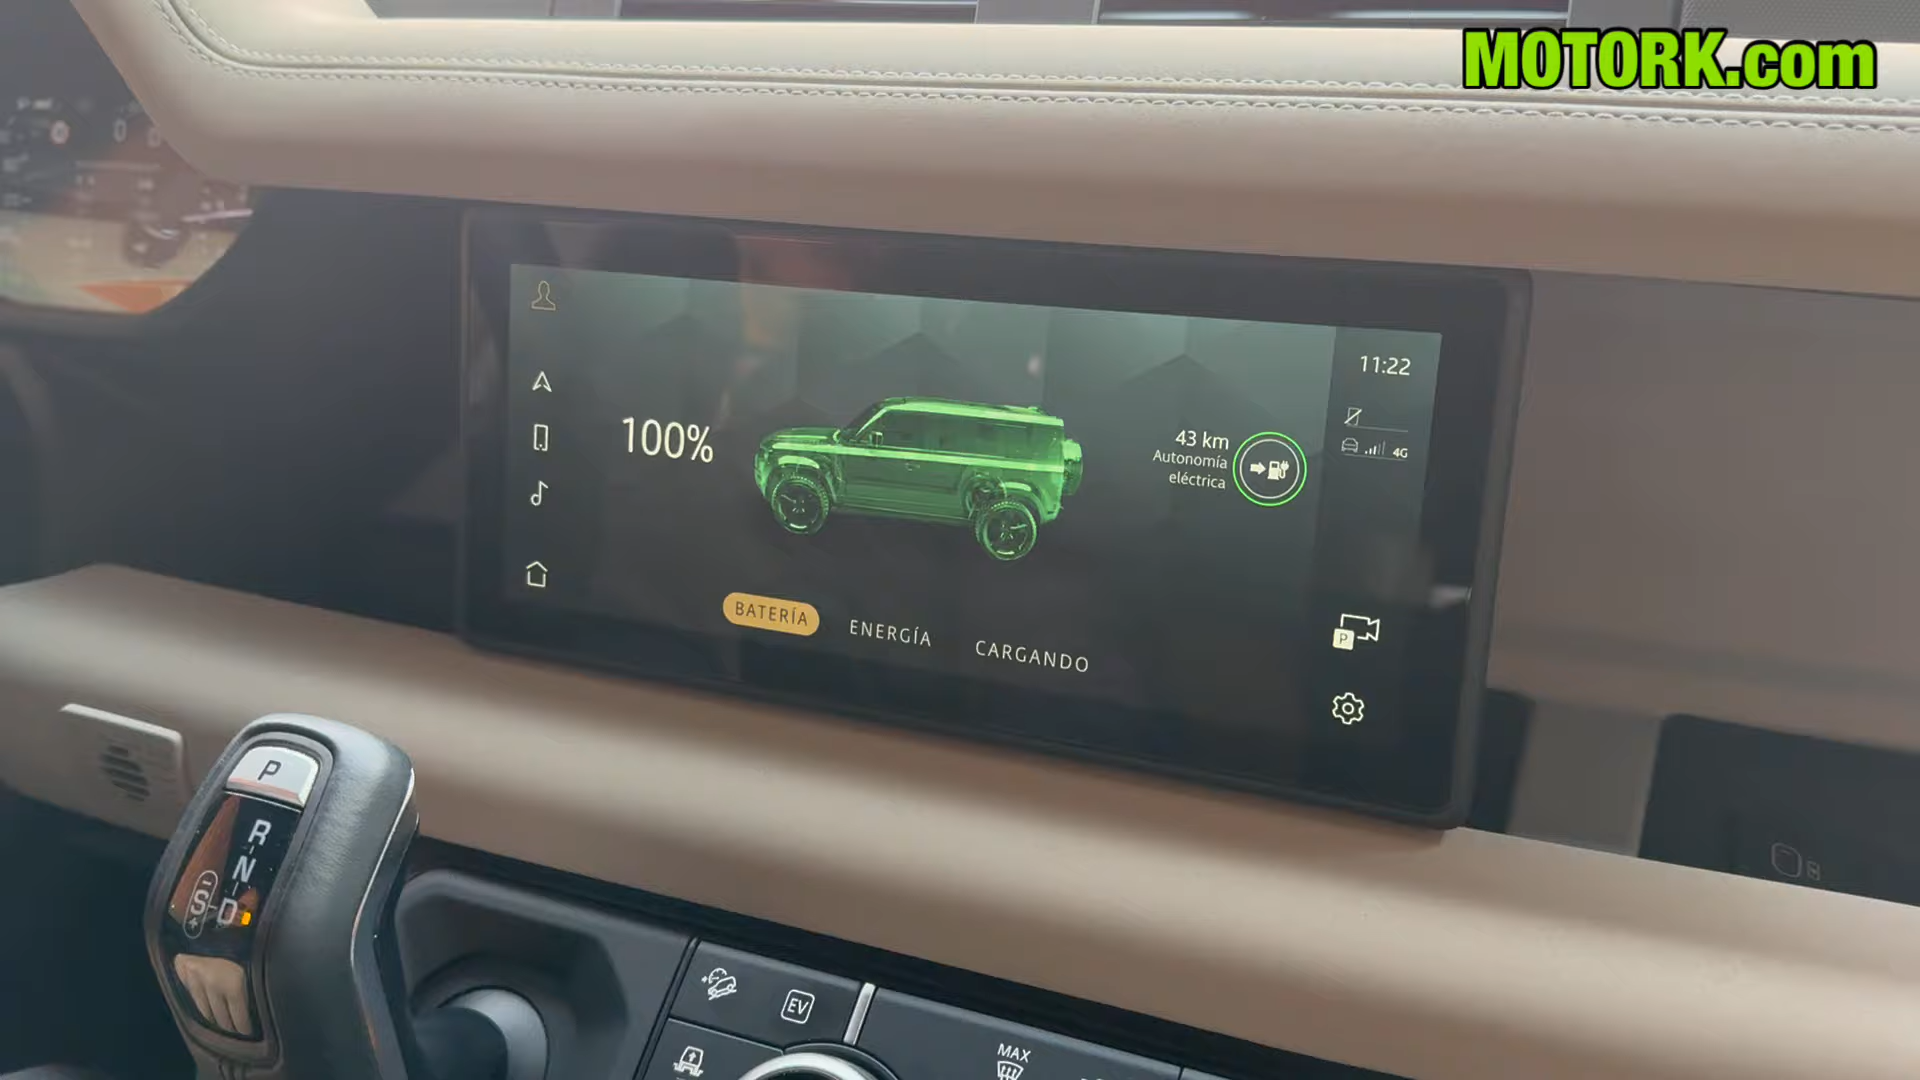 MOTORK.com
11:22
4G
100%
43 km
Autonomía
eléctrica
BATERÍA
ENERGÍA
CARGANDO
P
P
R
N
D
S
EV
MAX